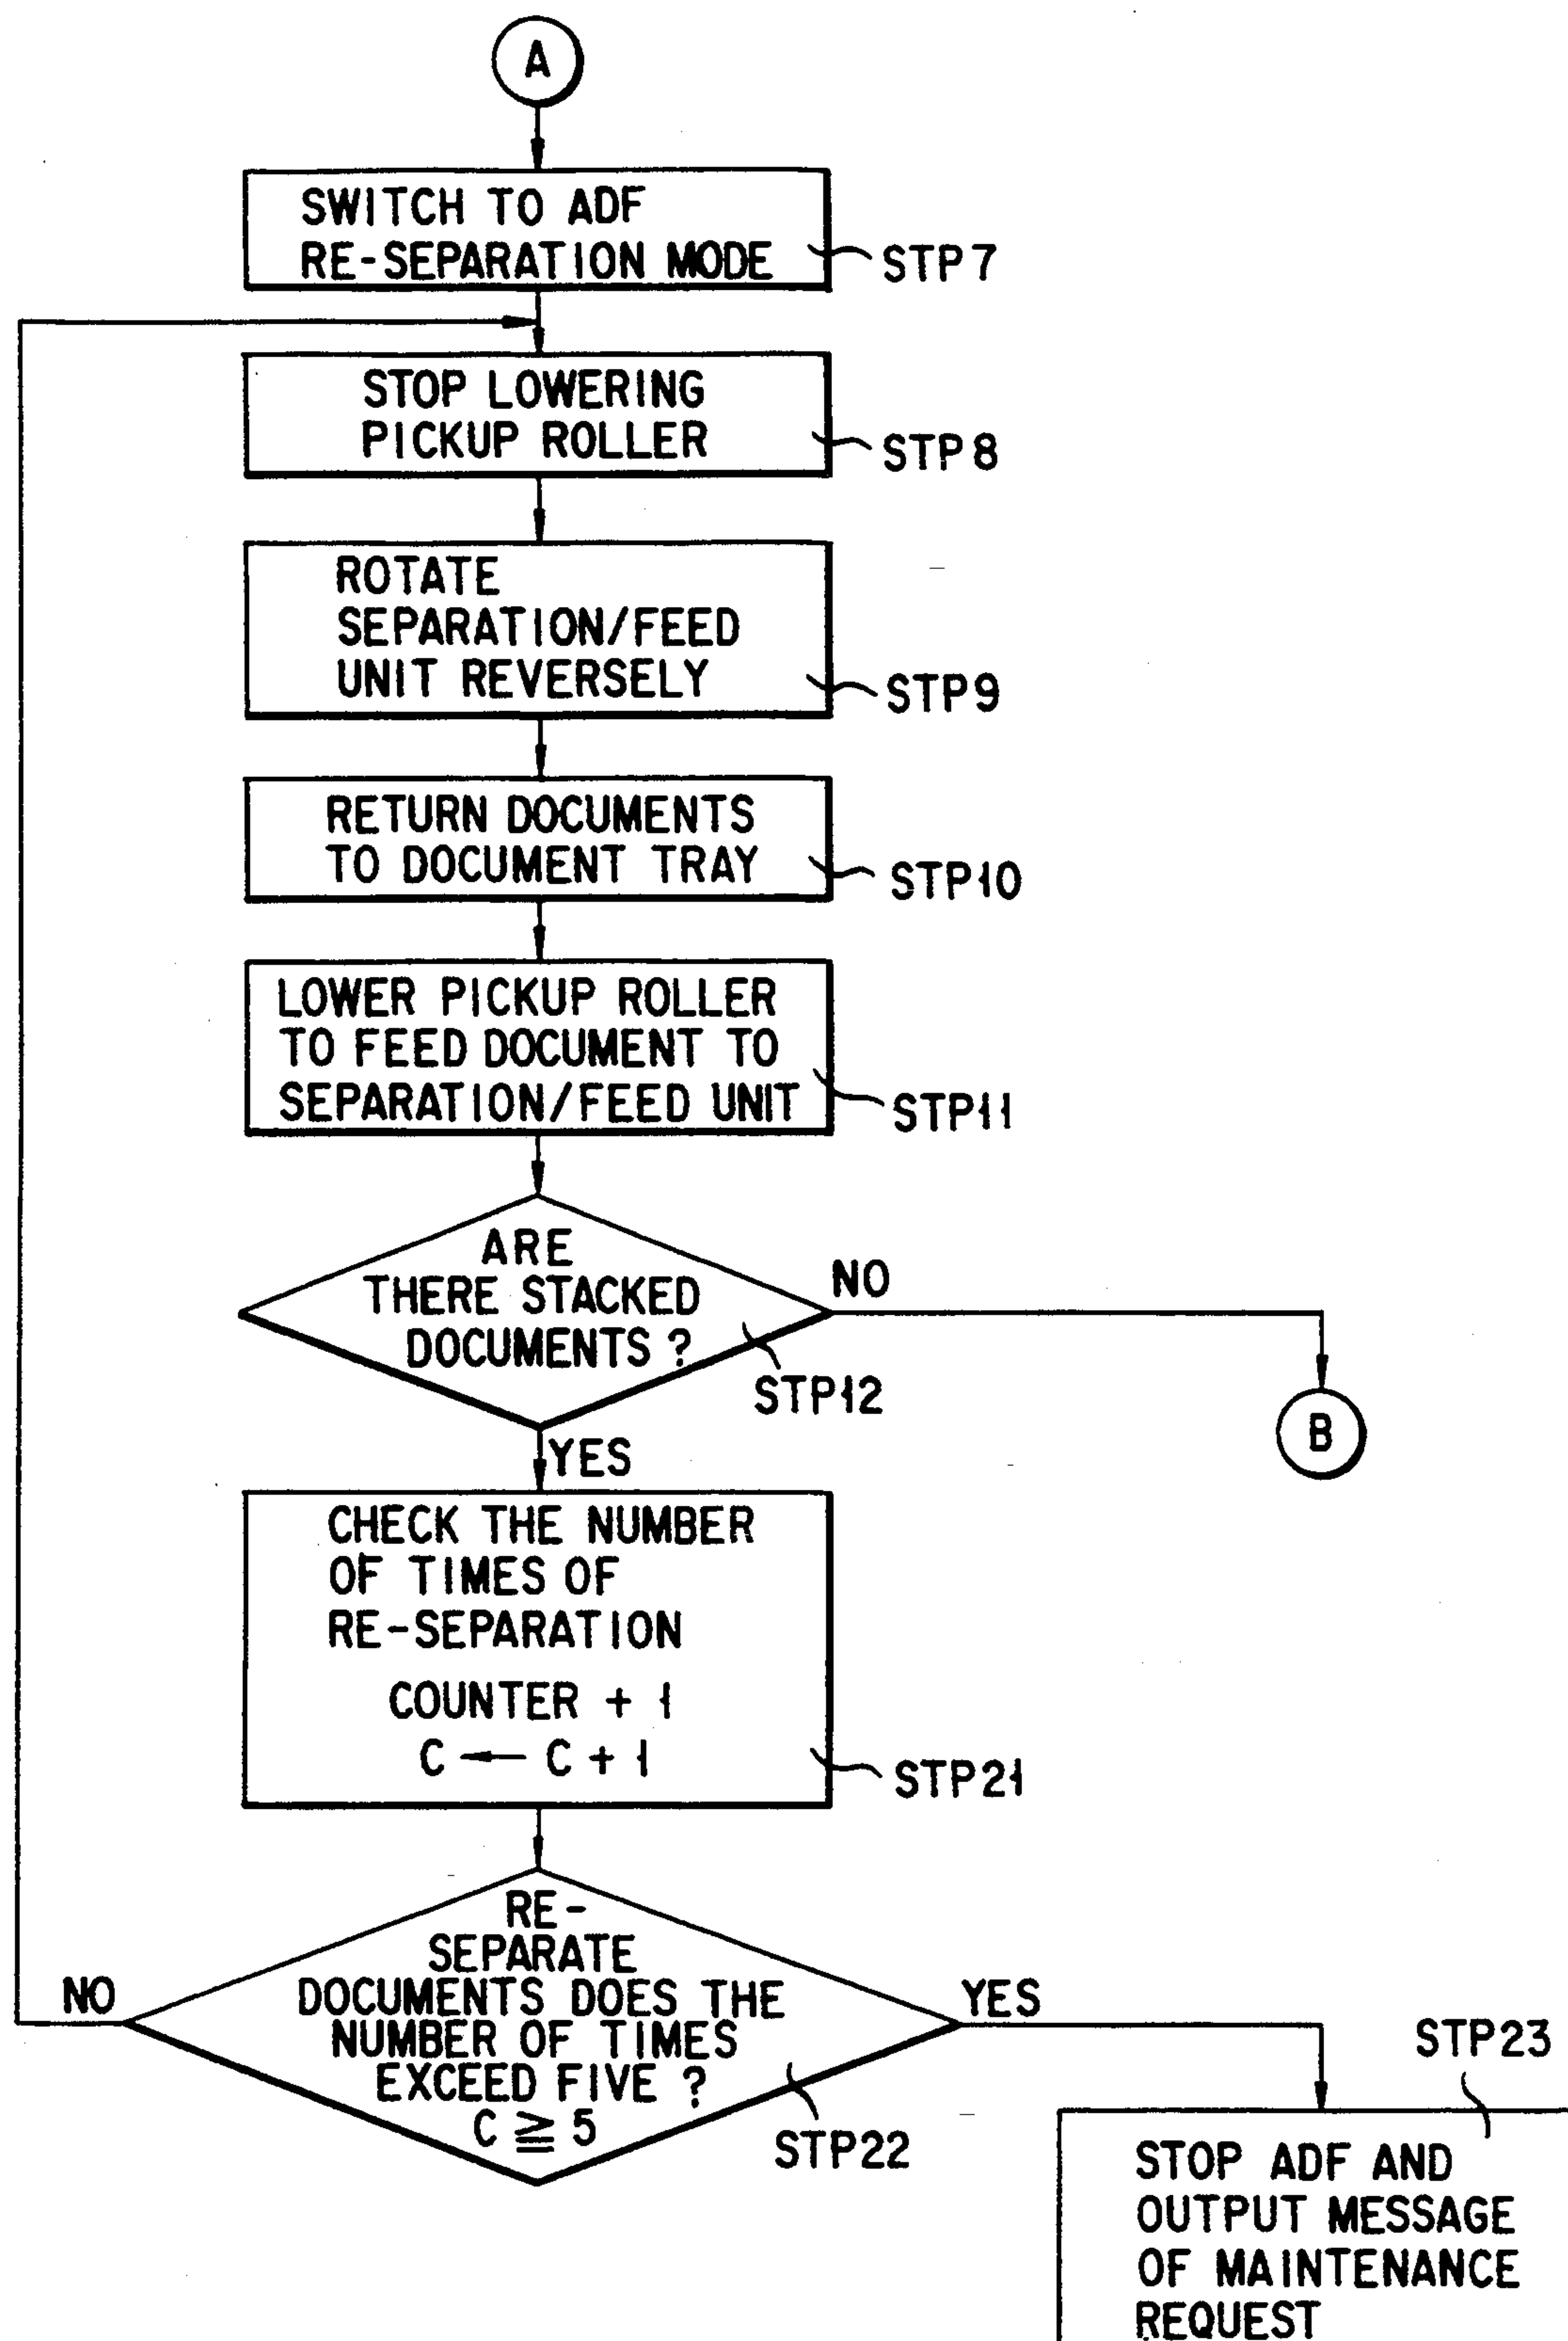 A
SWITCH TO ADF
RE-SEPARATION MODE
STP7
STOP LOWERING
PICKUP ROLLER
STP8
ROTATE
SEPARATION/FEED
UNIT REVERSELY
STP9
RETURN DOCUMENTS
TO DOCUMENT TRAY
STP10
LOWER PICKUP ROLLER
TO FEED DOCUMENT TO
SEPARATION/FEED UNIT
STP11
ARE
THERE STACKED
DOCUMENTS ?
NO
STP12
B
YES
CHECK THE NUMBER
OF TIMES OF
RE-SEPARATION
COUNTER + 1
C ← C + 1
STP21
RE-
SEPARATE
DOCUMENTS DOES THE
NUMBER OF TIMES
EXCEED FIVE ?
C ≧ 5
NO
YES
STP22
STP23
STOP ADF AND
OUTPUT MESSAGE
OF MAINTENANCE
REQUEST